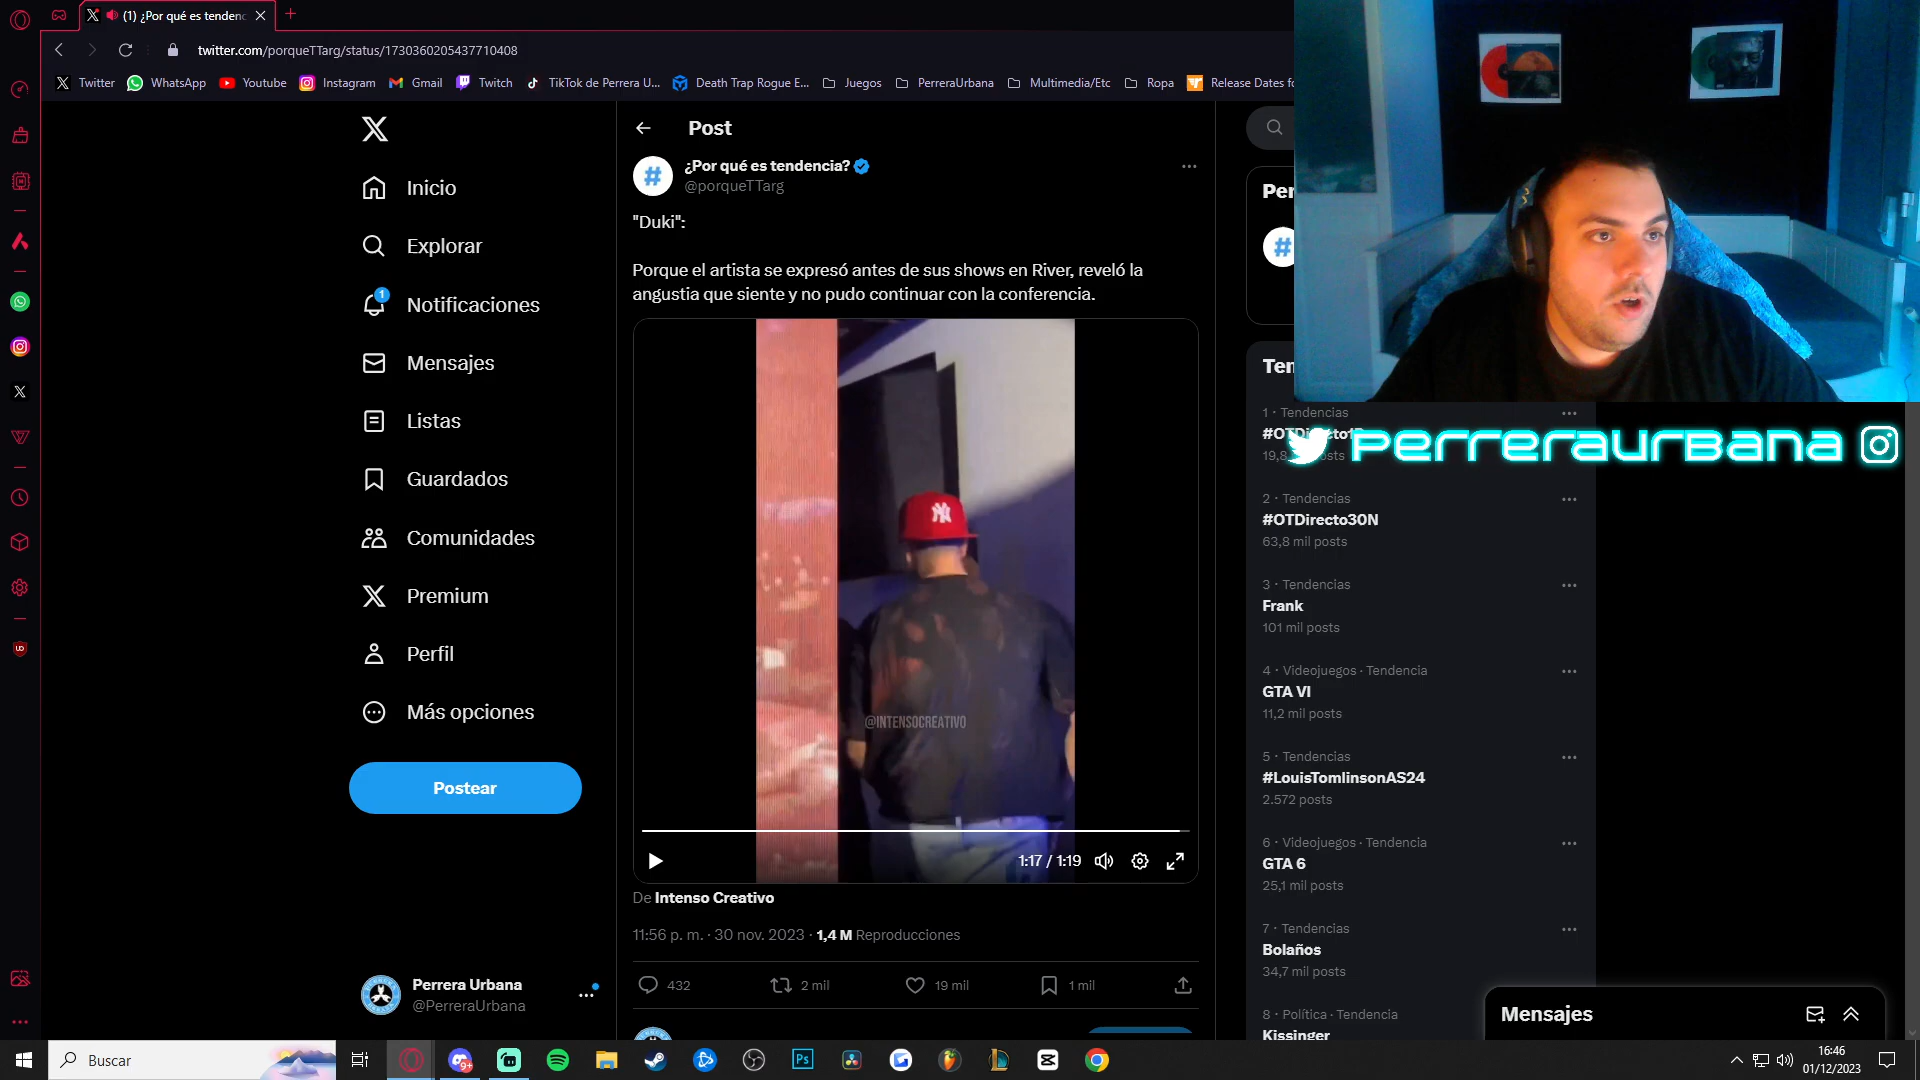 (1) ¿Por qué es tendenc
twitter.com/porqueTTarg/status/1730360205437710408
Twitter
WhatsApp
Youtube
Instagram
Gmail
Twitch
TikTok de Perrera U...
Death Trap Rogue E...
Juegos
PerreraUrbana
Multimedia/Etc
Ropa
Release Dates fo
Inicio
Explorar
1
Notificaciones
Mensajes
Listas
Guardados
Comunidades
Premium
Perfil
Más opciones
Postear
Perrera Urbana
@PerreraUrbana
Post
¿Por qué es tendencia?
@porqueTTarg
"Duki":
Porque el artista se expresó antes de sus shows en River, reveló la
angustia que siente y no pudo continuar con la conferencia.
NY
@INTENSOCREATIVO
1:17 / 1:19
De Intenso Creativo
11:56 p. m. · 30 nov. 2023 · 1,4 M Reproducciones
432
2 mil
19 mil
1 mil
Per
Ten
1 · Tendencias
perreraurbana
2 · Tendencias
#OTDirecto30N
63,8 mil posts
3 · Tendencias
Frank
101 mil posts
4 · Videojuegos · Tendencia
GTA VI
11,2 mil posts
5 · Tendencias
#LouisTomlinsonAS24
2.572 posts
6 · Videojuegos · Tendencia
GTA 6
25,1 mil posts
7 · Tendencias
Bolaños
34,7 mil posts
8 · Política · Tendencia
Kissinger
Mensajes
Buscar
9+
Ps
16:46
01/12/2023